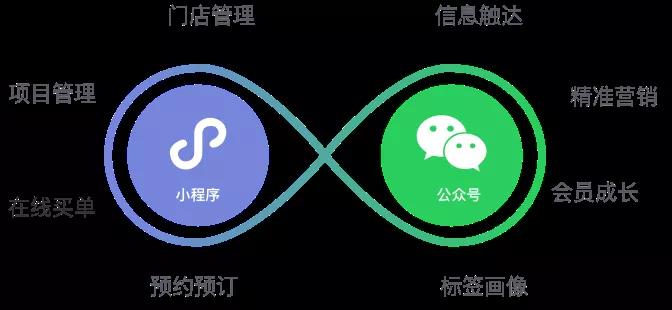 门店管理
信息触达
项目管理
精准营销
小程序
公众号
在线买单
会员成长
预约预订
标签画像